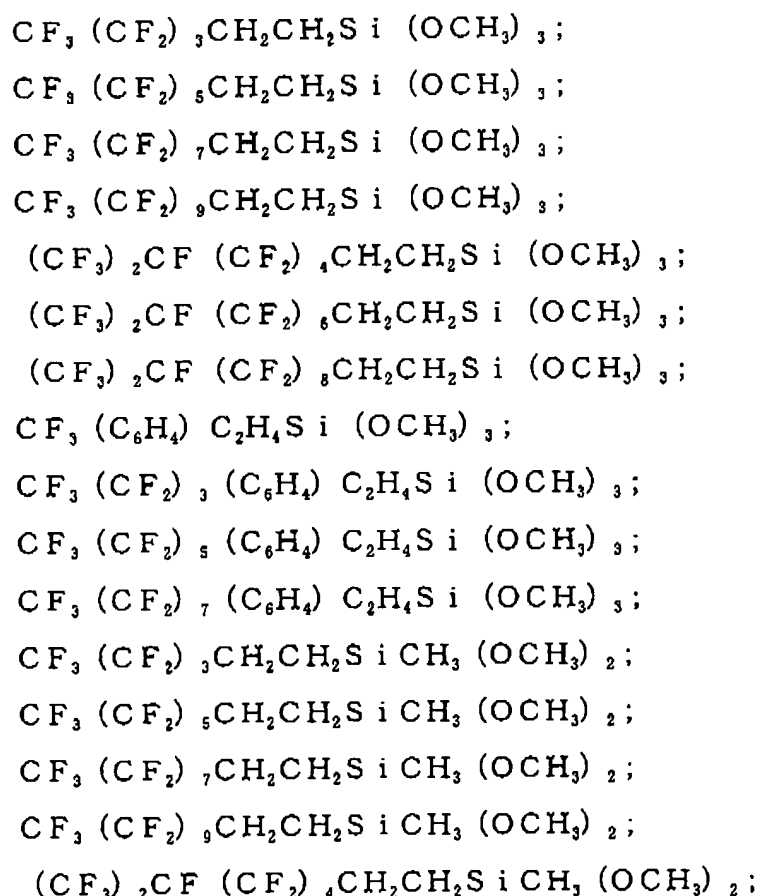 CF₃(CF₂)₃CH₂CH₂Si(OCH₃)₃;
CF₃(CF₂)₅CH₂CH₂Si(OCH₃)₃;
CF₃(CF₂)₇CH₂CH₂Si(OCH₃)₃;
CF₃(CF₂)₉CH₂CH₂Si(OCH₃)₃;
(CF₃)₂CF(CF₂)₄CH₂CH₂Si(OCH₃)₃;
(CF₃)₂CF(CF₂)₆CH₂CH₂Si(OCH₃)₃;
(CF₃)₂CF(CF₂)₈CH₂CH₂Si(OCH₃)₃;
CF₃(C₆H₄)C₂H₄Si(OCH₃)₃;
CF₃(CF₂)₃(C₆H₄)C₂H₄Si(OCH₃)₃;
CF₃(CF₂)₅(C₆H₄)C₂H₄Si(OCH₃)₃;
CF₃(CF₂)₇(C₆H₄)C₂H₄Si(OCH₃)₃;
CF₃(CF₂)₃CH₂CH₂SiCH₃(OCH₃)₂;
CF₃(CF₂)₅CH₂CH₂SiCH₃(OCH₃)₂;
CF₃(CF₂)₇CH₂CH₂SiCH₃(OCH₃)₂;
CF₃(CF₂)₉CH₂CH₂SiCH₃(OCH₃)₂;
(CF₃)₂CF(CF₂)₄CH₂CH₂SiCH₃(OCH₃)₂;